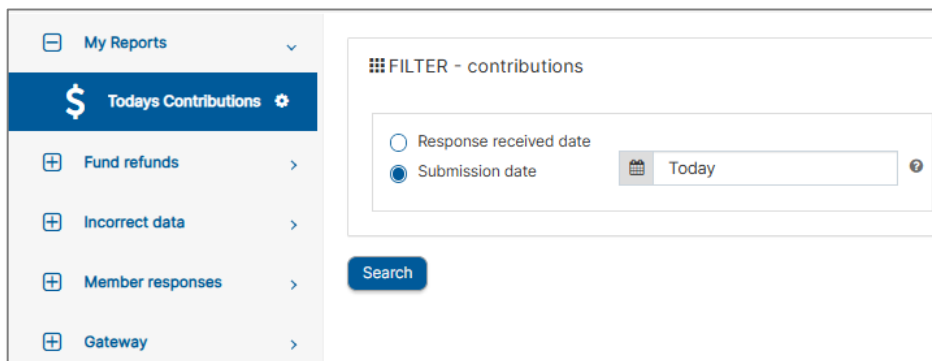 My Reports
Todays Contributions
Fund refunds
Incorrect data
Member responses
Gateway
FILTER - contributions
Response received date
Submission date
Today
Search